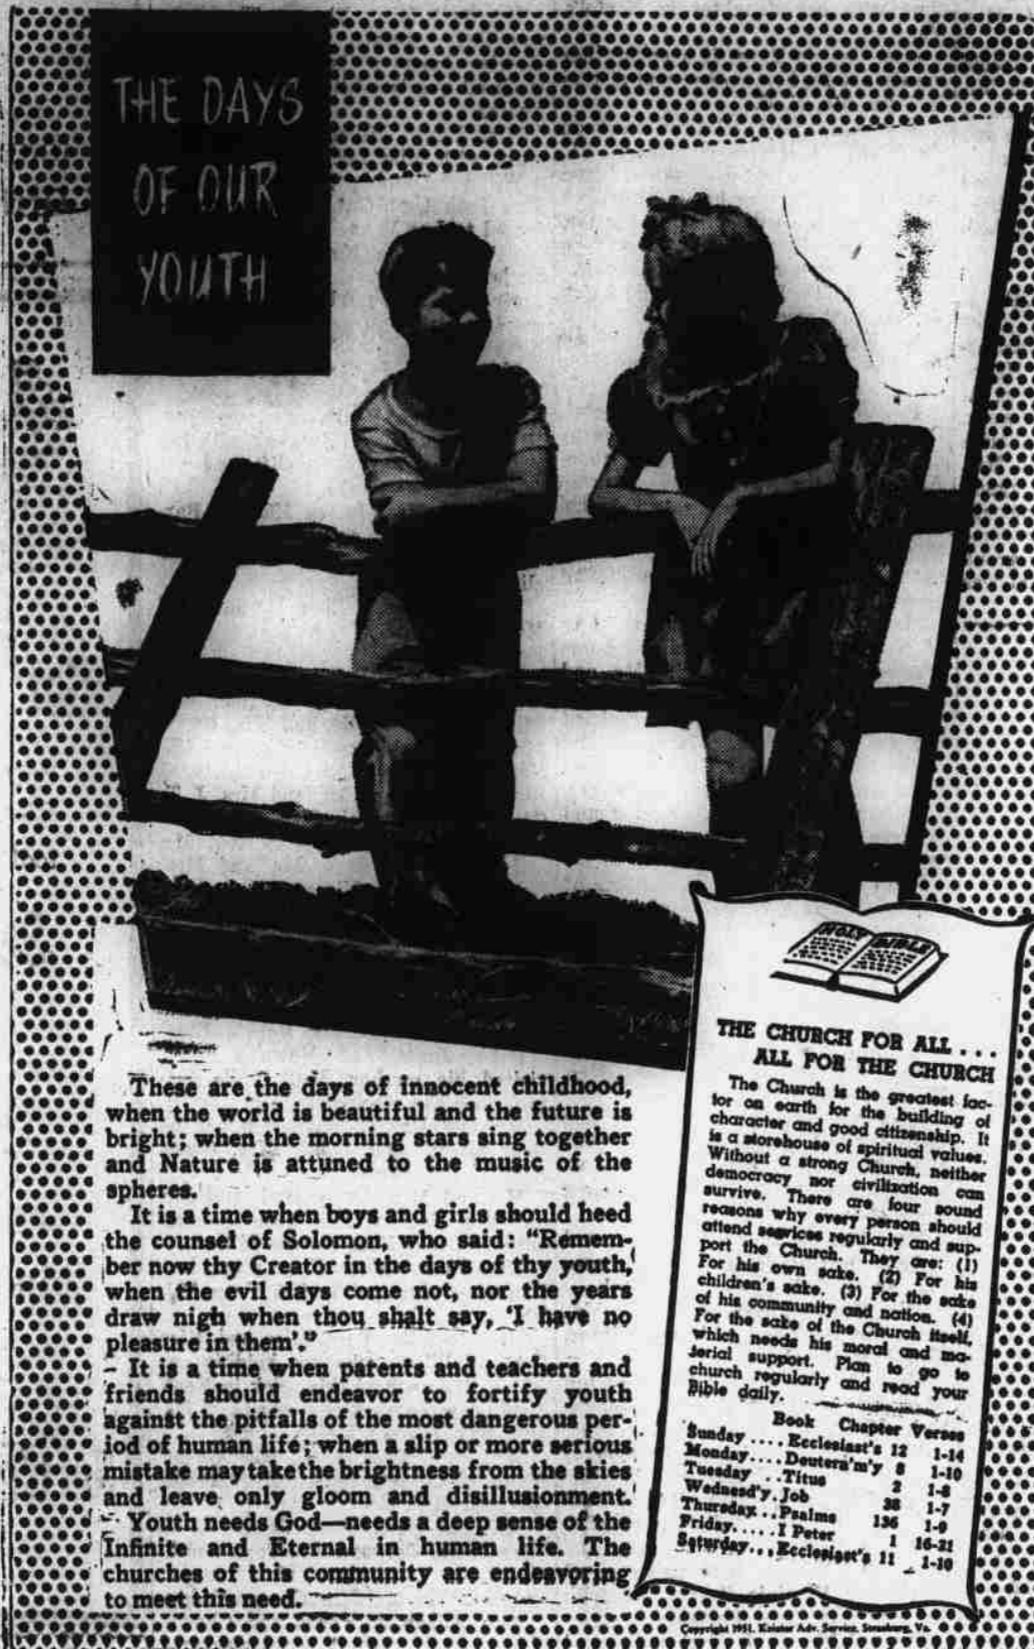 THE DAYS
OF OUR
YOUTH
These are the days of innocent childhood,
when the world is beautiful and the future is
bright; when the morning stars sing together
and Nature is attuned to the music of the
spheres.
It is a time when boys and girls should heed
the counsel of Solomon, who said: “Remem-
ber now thy Creator in the days of thy youth,
when the evil days come not, nor the years
draw nigh when thou shalt say, ‘I have no
pleasure in them’.”
It is a time when parents and teachers and
friends should endeavor to fortify youth
against the pitfalls of the most dangerous per-
iod of human life; when a slip or more serious
mistake may take the brightness from the skies
and leave only gloom and disillusionment.
Youth needs God—needs a deep sense of the
Infinite and Eternal in human life. The
churches of this community are endeavoring
to meet this need.
HOLY BIBLE
THE CHURCH FOR ALL . . .
ALL FOR THE CHURCH
The Church is the greatest fac-
tor on earth for the building of
character and good citizenship. It
is a storehouse of spiritual values.
Without a strong Church, neither
democracy nor civilization can
survive. There are four sound
reasons why every person should
attend services regularly and sup-
port the Church. They are: (1)
For his own sake. (2) For his
children's sake. (3) For the sake
of his community and nation. (4)
For the sake of the Church itself,
which needs his moral and ma-
terial support. Plan to go to
church regularly and read your
Bible daily.
Book Chapter Verses
Sunday .... Ecclesiast's 12 1-14
Monday.... Deutera'm'y 8 1-10
Tuesday .. Titus 2 1-8
Wednesd'y. Job 38 1-7
Thursday... Psalms 136 1-9
Friday..... I Peter 1 16-21
Saturday... Ecclesiast's 11 1-10
Copyright 1951, Keister Adv. Service, Strasburg, Va.